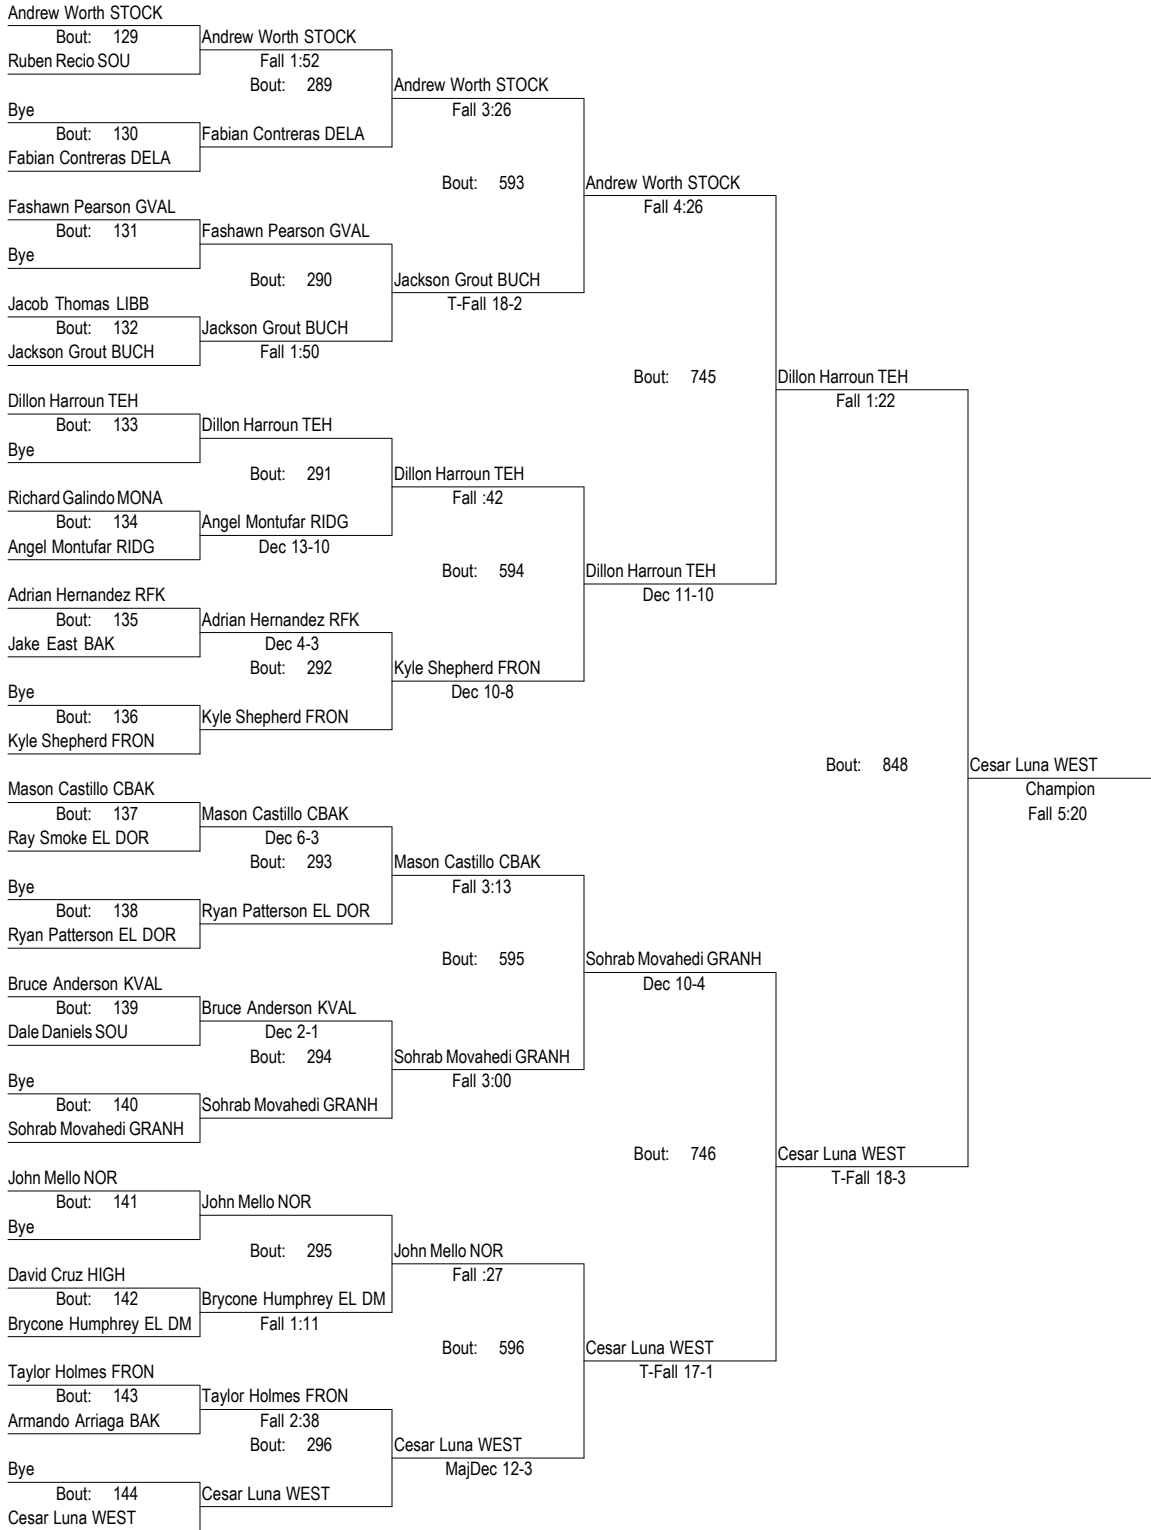 Andrew Worth STOCK
Bout: 129 Andrew Worth STOCK
Ruben Recio SOU Fall 1:52
Bout: 289 Andrew Worth STOCK
Bye Fall 3:26
Bout: 130 Fabian Contreras DELA
Fabian Contreras DELA
Bout: 593 Andrew Worth STOCK
Fashawn Pearson GVAL Fall 4:26
Bout: 131 Fashawn Pearson GVAL
Bye
Bout: 290 Jackson Grout BUCH
Jacob Thomas LIBB T-Fall 18-2
Bout: 132 Jackson Grout BUCH
Jackson Grout BUCH Fall 1:50
Bout: 745 Dillon Harroun TEH
Dillon Harroun TEH Fall 1:22
Bout: 133 Dillon Harroun TEH
Bye
Bout: 291 Dillon Harroun TEH
Richard Galindo MONA Fall :42
Bout: 134 Angel Montufar RIDG
Angel Montufar RIDG Dec 13-10
Bout: 594 Dillon Harroun TEH
Adrian Hernandez RFK Dec 11-10
Bout: 135 Adrian Hernandez RFK
Jake East BAK Dec 4-3
Bout: 292 Kyle Shepherd FRON
Bye Dec 10-8
Bout: 136 Kyle Shepherd FRON
Kyle Shepherd FRON
Bout: 848 Cesar Luna WEST
Mason Castillo CBAK Champion
Bout: 137 Mason Castillo CBAK Fall 5:20
Ray Smoke EL DOR Dec 6-3
Bout: 293 Mason Castillo CBAK
Bye Fall 3:13
Bout: 138 Ryan Patterson EL DOR
Ryan Patterson EL DOR
Bout: 595 Sohrab Movahedi GRANH
Bruce Anderson KVAL Dec 10-4
Bout: 139 Bruce Anderson KVAL
Dale Daniels SOU Dec 2-1
Bout: 294 Sohrab Movahedi GRANH
Bye Fall 3:00
Bout: 140 Sohrab Movahedi GRANH
Sohrab Movahedi GRANH
Bout: 746 Cesar Luna WEST
John Mello NOR T-Fall 18-3
Bout: 141 John Mello NOR
Bye
Bout: 295 John Mello NOR
David Cruz HIGH Fall :27
Bout: 142 Brycone Humphrey EL DM
Brycone Humphrey EL DM Fall 1:11
Bout: 596 Cesar Luna WEST
Taylor Holmes FRON T-Fall 17-1
Bout: 143 Taylor Holmes FRON
Armando Arriaga BAK Fall 2:38
Bout: 296 Cesar Luna WEST
Bye MajDec 12-3
Bout: 144 Cesar Luna WEST
Cesar Luna WEST